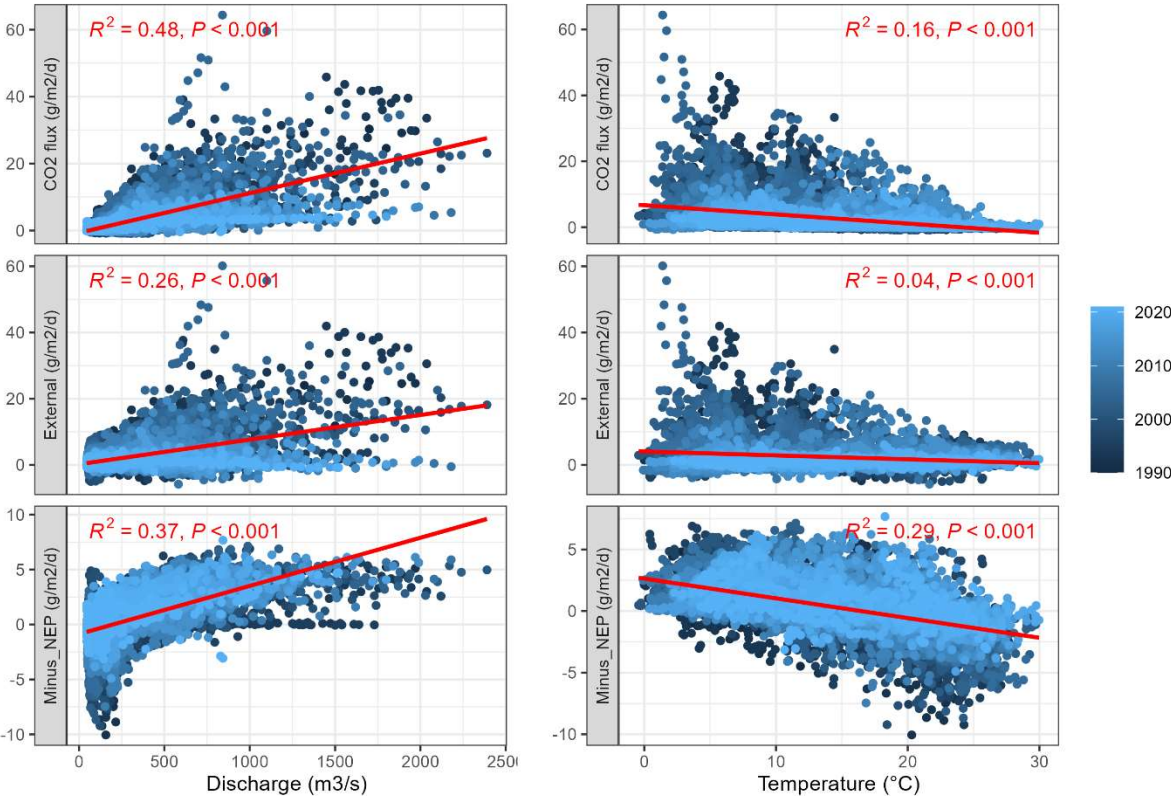 CO2 flux (g/m2/d)
60
40
20
0
R² = 0.48, P < 0.001
CO2 flux (g/m2/d)
60
40
20
0
R² = 0.16, P < 0.001
External (g/m2/d)
60
40
20
0
R² = 0.26, P < 0.001
External (g/m2/d)
60
40
20
0
R² = 0.04, P < 0.001
2020
2010
2000
1990
Minus_NEP (g/m2/d)
10
5
0
-5
-10
R² = 0.37, P < 0.001
Minus_NEP (g/m2/d)
5
0
-5
-10
R² = 0.29, P < 0.001
0 500 1000 1500 2000 2500
Discharge (m3/s)
0 10 20 30
Temperature (°C)